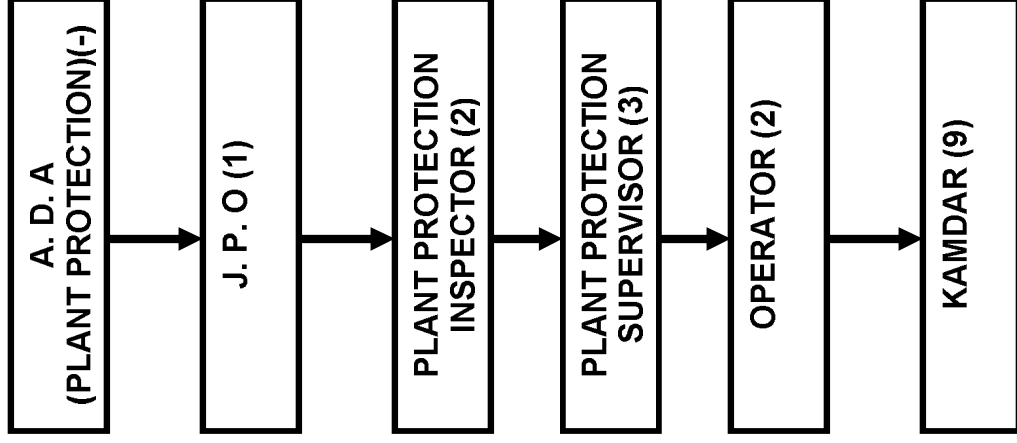 A. D. A
(PLANT PROTECTION)(-)
J. P. O (1)
PLANT PROTECTION
INSPECTOR (2)
PLANT PROTECTION
SUPERVISOR (3)
OPERATOR (2)
KAMDAR (9)